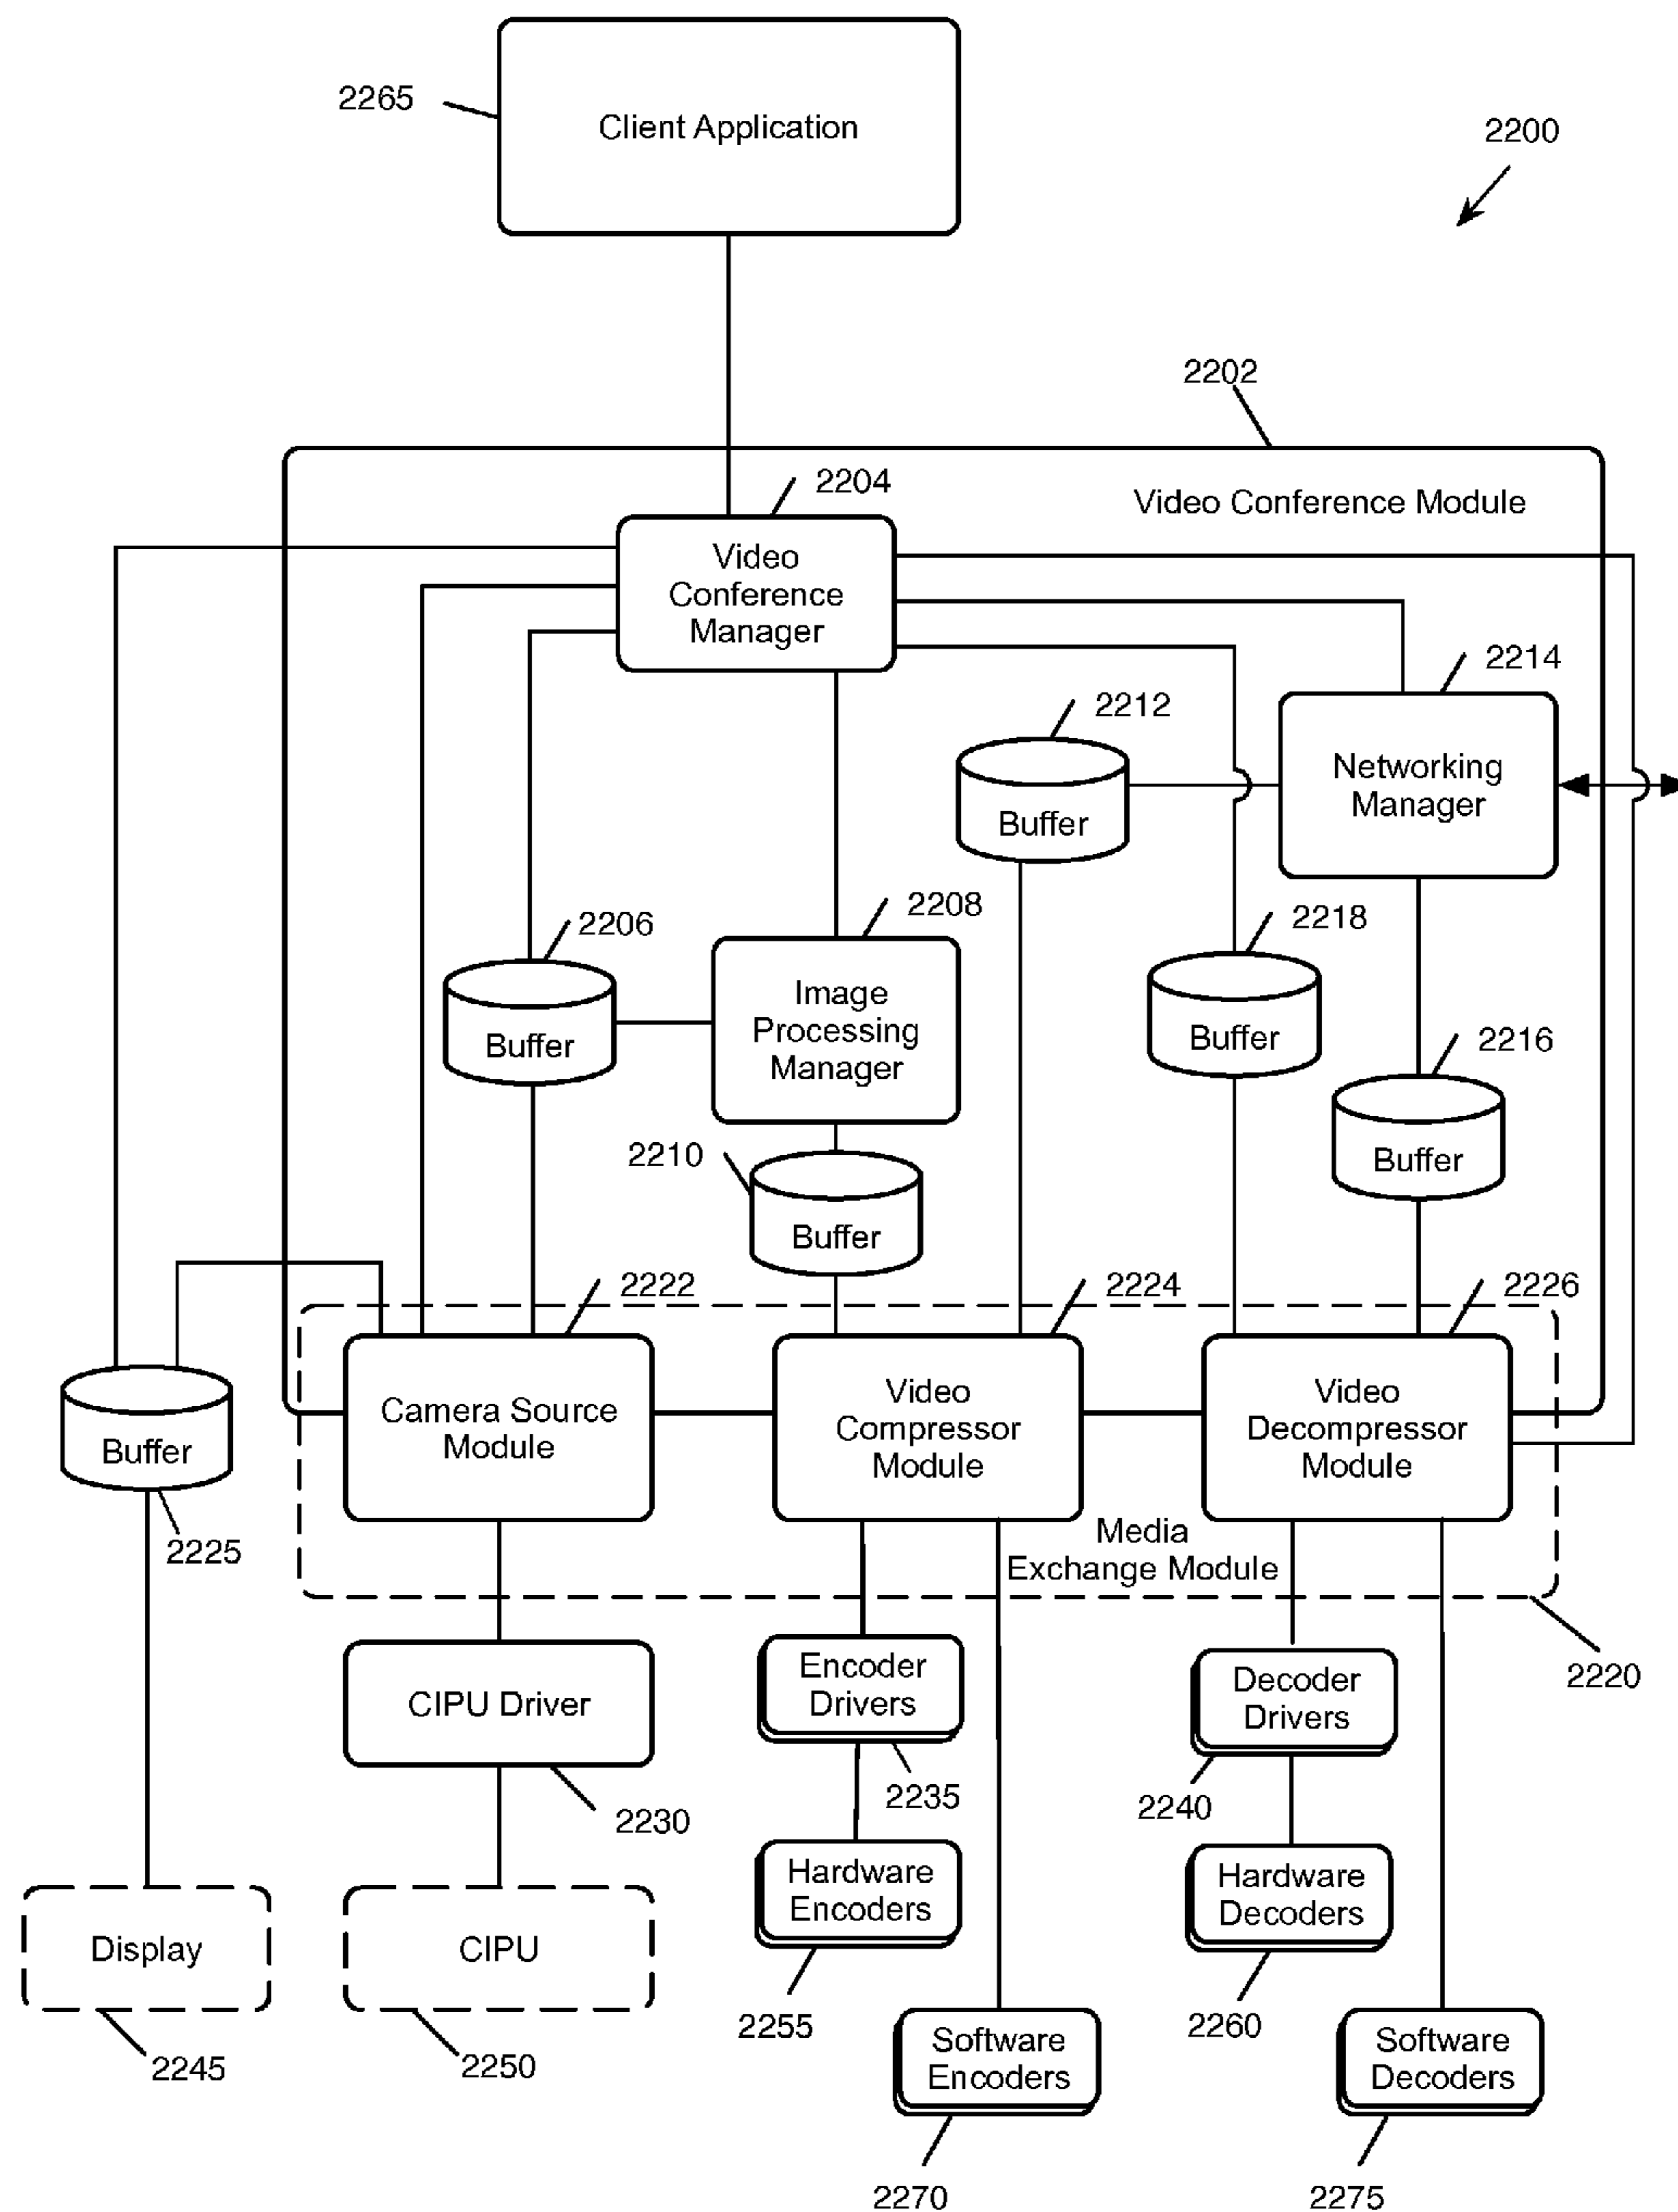 2265
Client Application
2200
2202
2204
Video Conference Module
Video
Conference
Manager
2214
2212
Networking
Manager
Buffer
2208
2218
2206
Image
Processing
Manager
Buffer
Buffer
2216
2210
Buffer
Buffer
2222
2224
2226
Camera Source
Module
Video
Compressor
Module
Video
Decompressor
Module
Buffer
2225
Media
Exchange Module
2220
CIPU Driver
2230
Encoder
Drivers
2235
Decoder
Drivers
2240
Hardware
Encoders
2255
Hardware
Decoders
2260
Display
2245
CIPU
2250
Software
Encoders
2270
Software
Decoders
2275